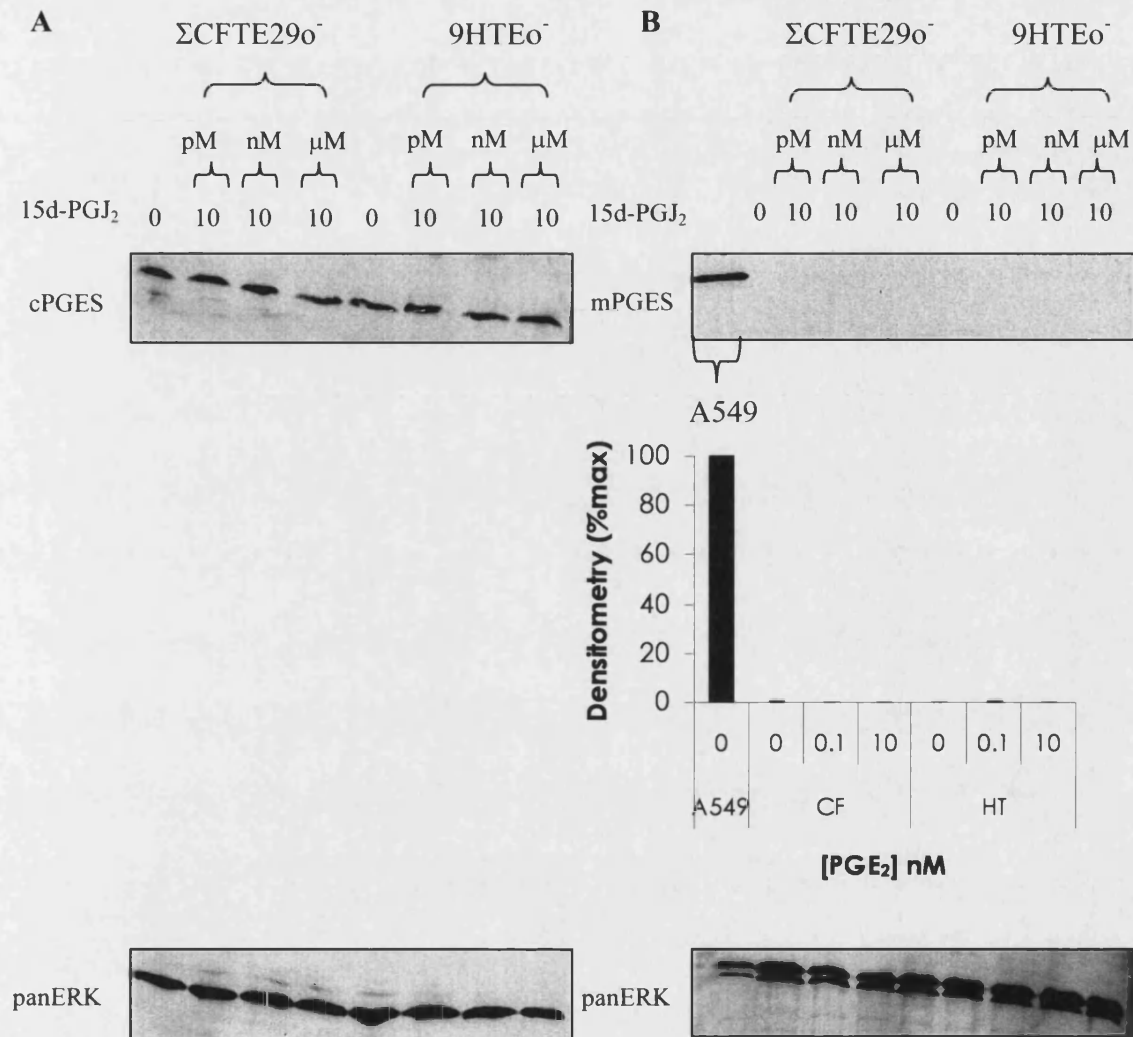 A
ΣCFTE29o⁻ 9HTEo⁻
pM nM μM pM nM μM
15d-PGJ₂ 0 10 10 10 0 10 10 10
cPGES
B
ΣCFTE29o⁻ 9HTEo⁻
pM nM μM pM nM μM
15d-PGJ₂ 0 10 10 10 0 10 10 10
mPGES
A549
Densitometry (%max)
100
80
60
40
20
0
0 0 0.1 10 0 0.1 10
A549 CF HT
[PGE₂] nM
panERK
panERK